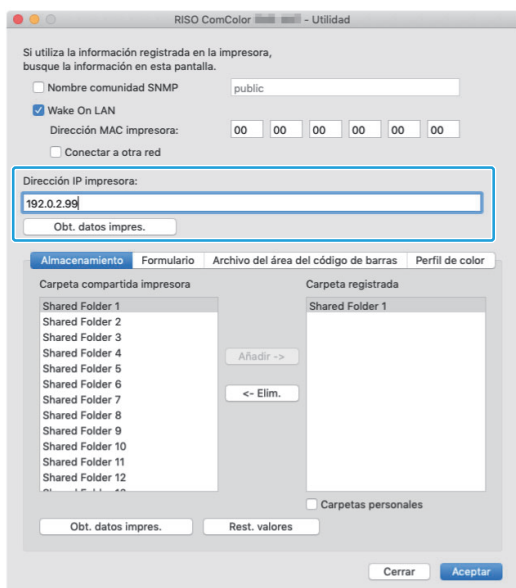 RISO ComColor - Utilidad
Si utiliza la información registrada en la impresora,
busque la información en esta pantalla.
Nombre comunidad SNMP public
Wake On LAN
Dirección MAC impresora: 00 00 00 00 00 00
Conectar a otra red
Dirección IP impresora:
192.0.2.99
Obt. datos impres.
Almacenamiento Formulario Archivo del área del código de barras Perfil de color
Carpeta compartida impresora Carpeta registrada
Shared Folder 1 Shared Folder 1
Shared Folder 2
Shared Folder 3
Shared Folder 4
Añadir ->
Shared Folder 5
Shared Folder 6
<- Elim.
Shared Folder 7
Shared Folder 8
Shared Folder 9
Shared Folder 10
Shared Folder 11
Shared Folder 12
Carpetas personales
Obt. datos impres. Rest. valores
Cerrar Aceptar